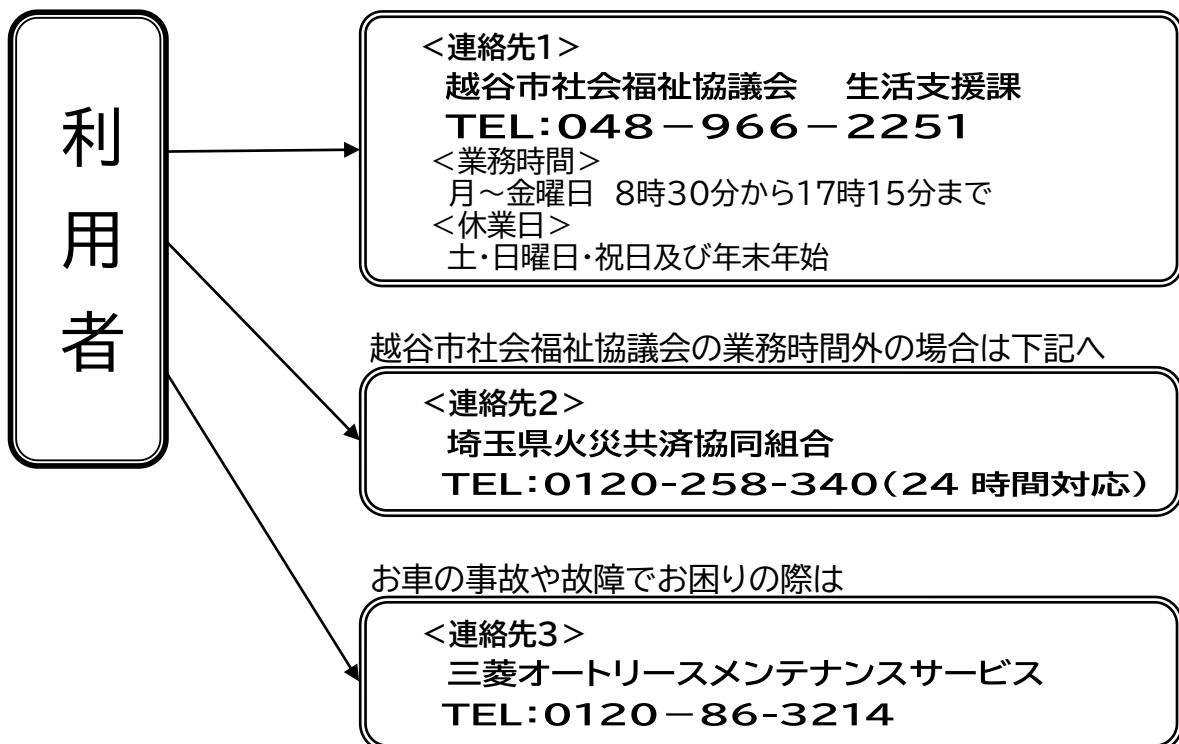 利用者
<連絡先1>
越谷市社会福祉協議会　生活支援課
TEL:048-966-2251
<業務時間>
月～金曜日 8時30分から17時15分まで
<休業日>
土・日曜日・祝日及び年末年始
越谷市社会福祉協議会の業務時間外の場合は下記へ
<連絡先2>
埼玉県火災共済協同組合
TEL:0120-258-340(24 時間対応)
お車の事故や故障でお困りの際は
<連絡先3>
三菱オートリースメンテナンスサービス
TEL:0120-86-3214